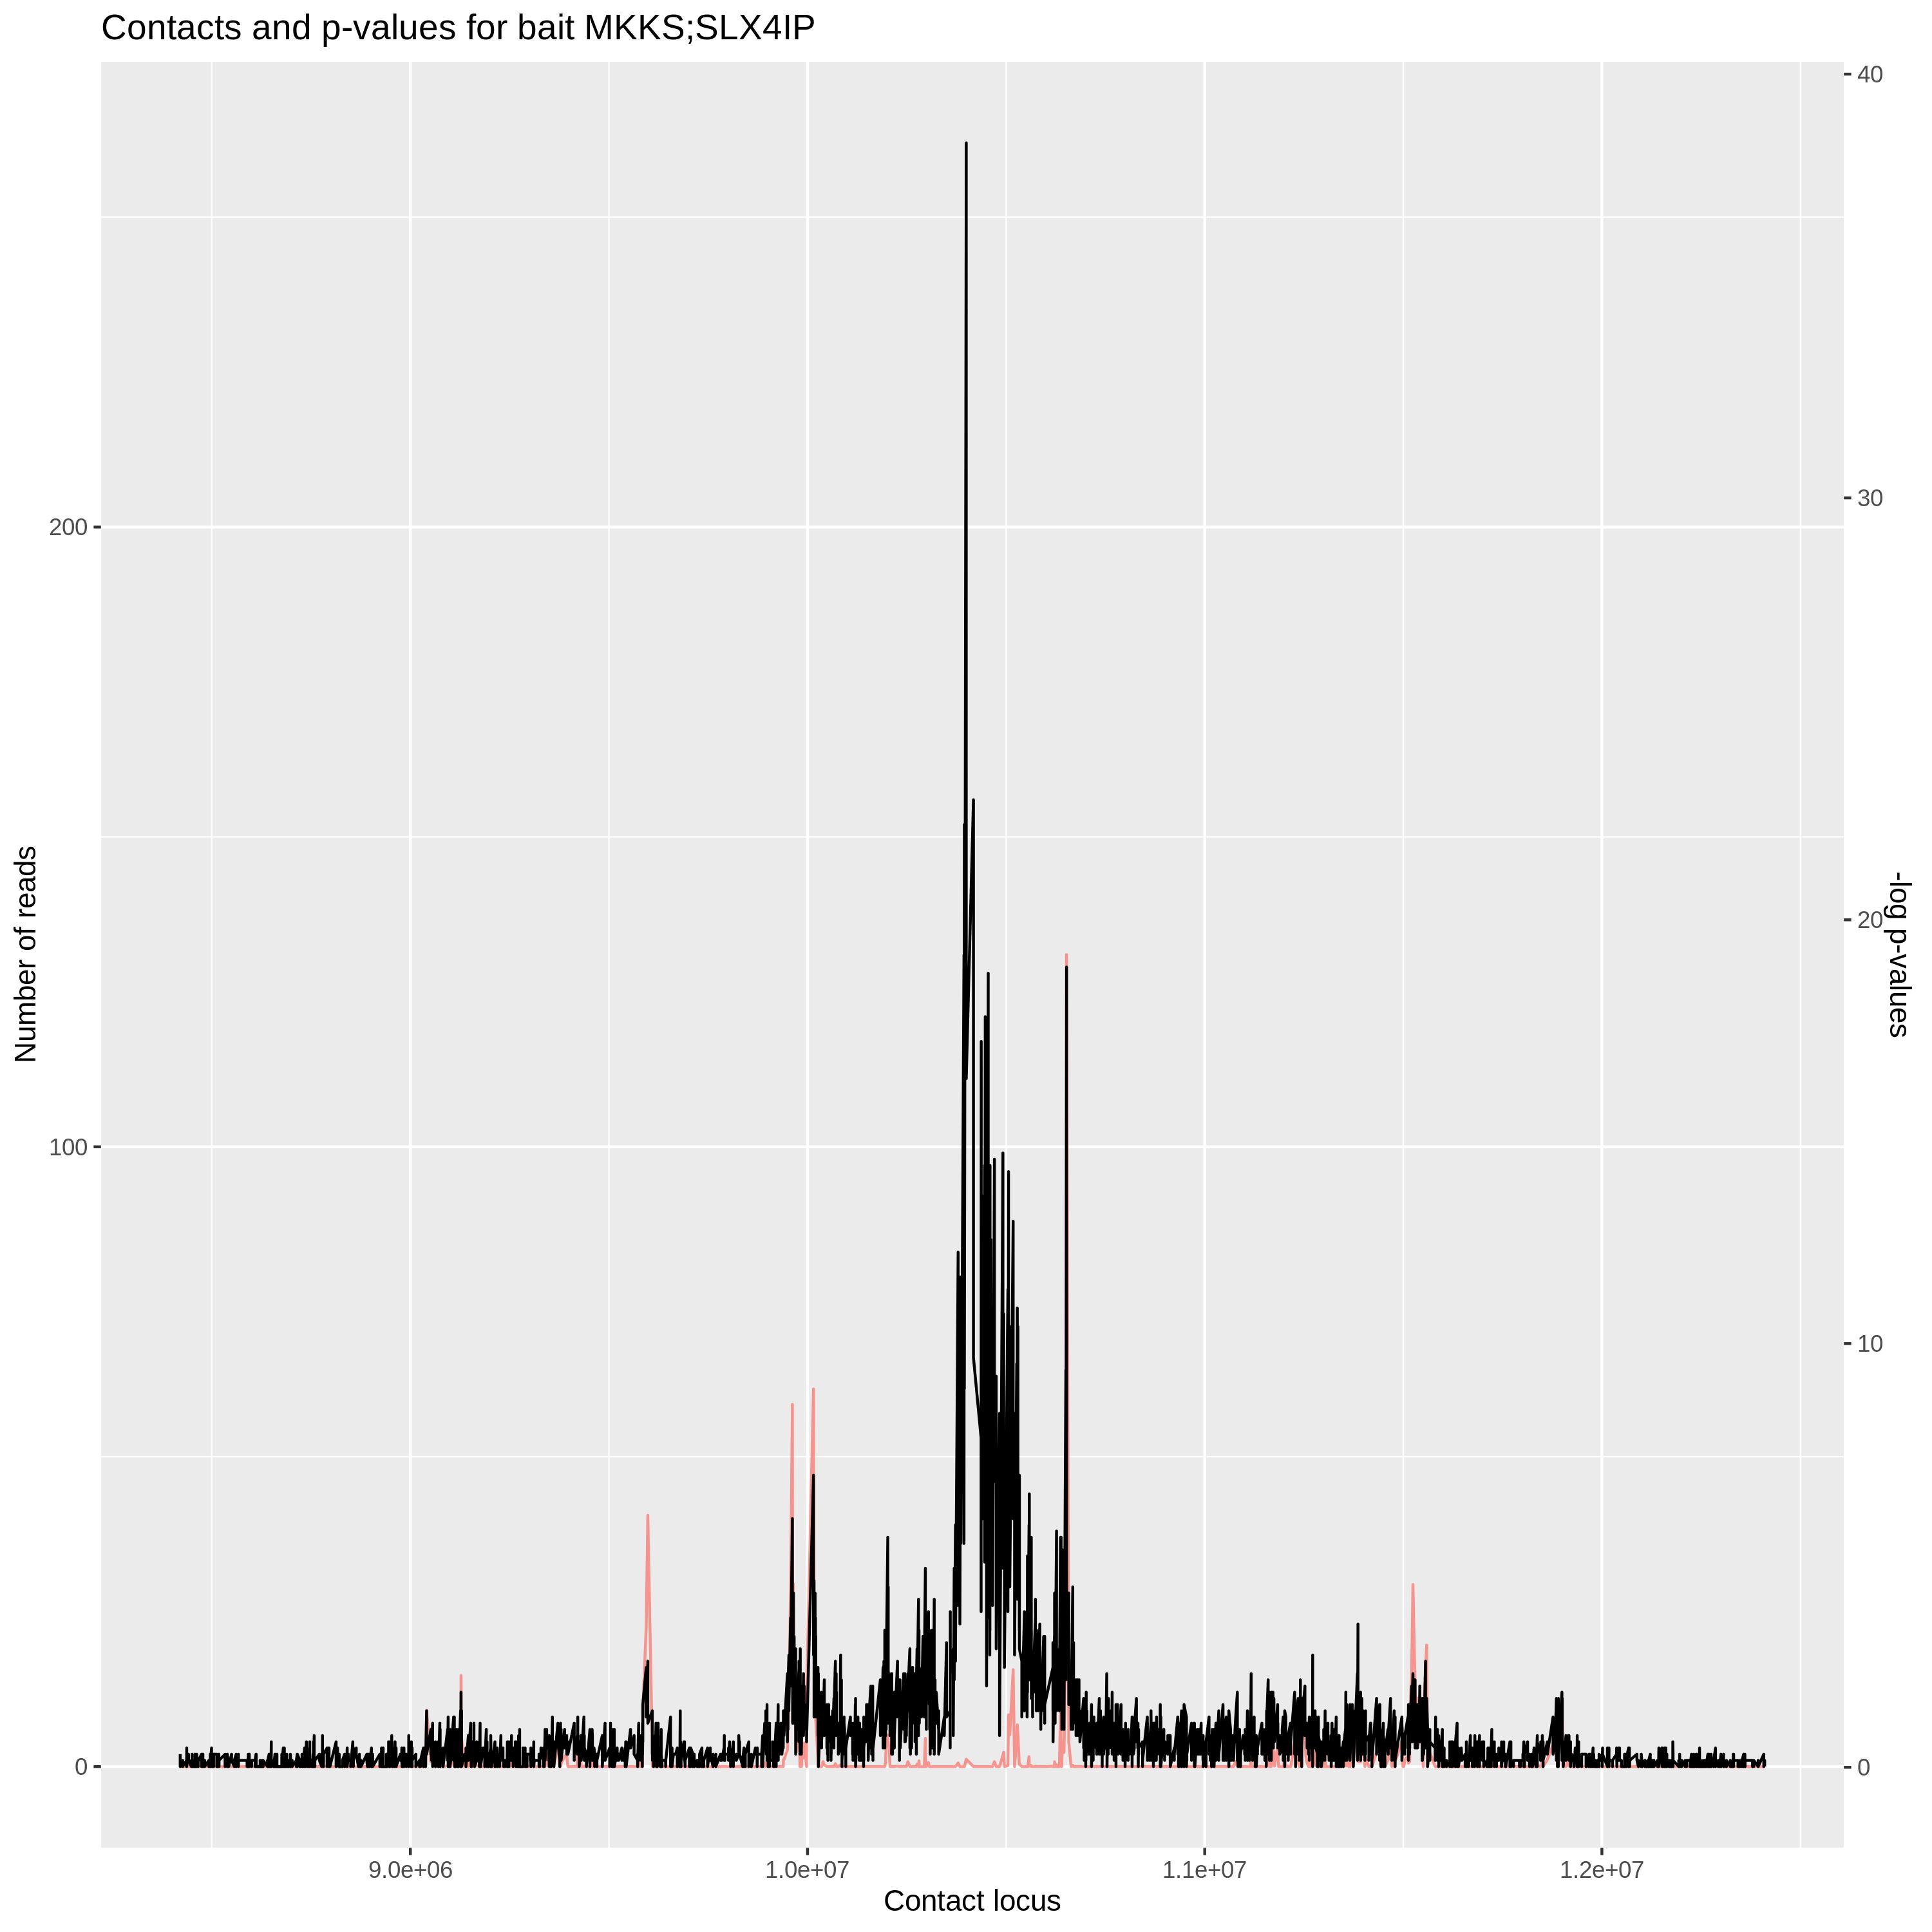 Contacts and p-values for bait MKKS;SLX4IP
Number of reads
200
100
0
40
30
20
10
0
-log p-values
9.0e+06 1.0e+07 1.1e+07 1.2e+07
Contact locus